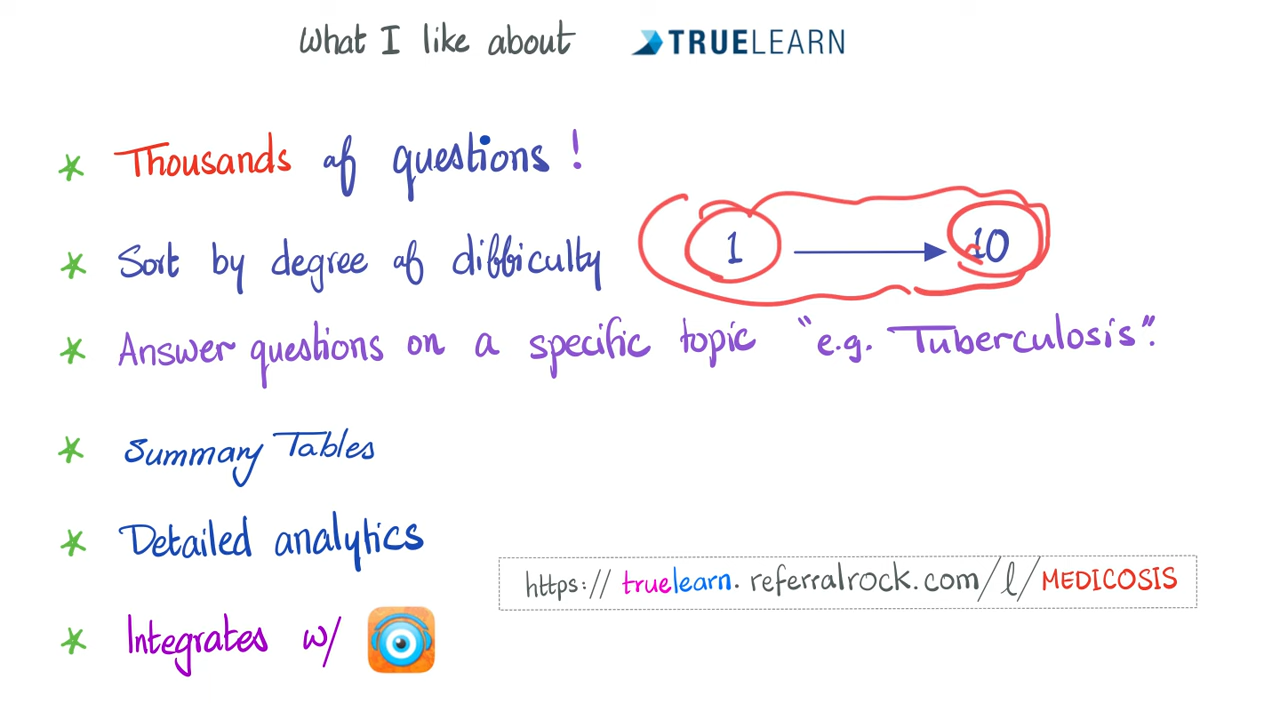 What I like about TRUELEARN
* Thousands of questions !
* Sort by degree of difficulty 1 → 10
* Answer questions on a specific topic "e.g. Tuberculosis".
* Summary Tables
* Detailed analytics
https://truelearn.referralrock.com/l/MEDICOSIS
* Integrates w/